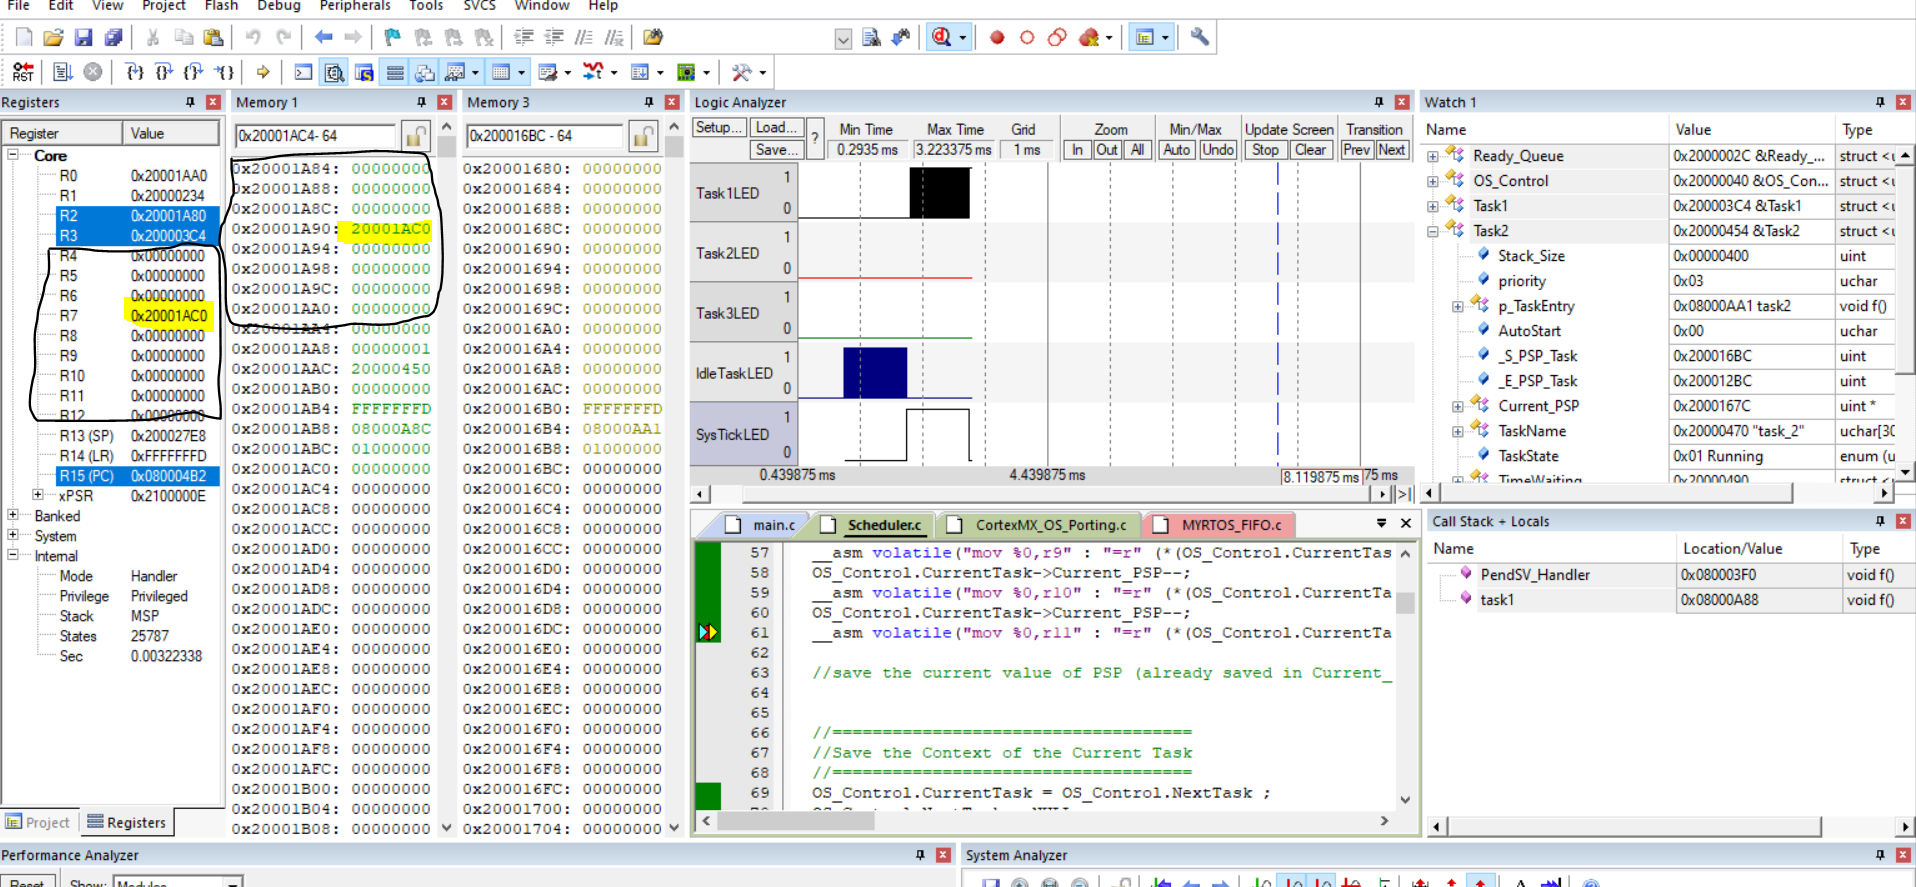 File Edit View Project Flash Debug Peripherals Tools SVCS Window Help
Registers
Register Value
Core
R0 0x20001AA0
R1 0x20000234
R2 0x20001A80
R3 0x200003C4
R4 0x00000000
R5 0x00000000
R6 0x00000000
R7 0x20001AC0
R8 0x00000000
R9 0x00000000
R10 0x00000000
R11 0x00000000
R12 0x00000000
R13 (SP) 0x200027E8
R14 (LR) 0xFFFFFFFD
R15 (PC) 0x080004B2
xPSR 0x2100000E
Banked
System
Internal
Mode Handler
Privilege Privileged
Stack MSP
States 25787
Sec 0.00322338
Project Registers
Memory 1
0x20001AC4- 64
0x20001A84: 00000000
0x20001A88: 00000000
0x20001A8C: 00000000
0x20001A90: 20001AC0
0x20001A94: 00000000
0x20001A98: 00000000
0x20001A9C: 00000000
0x20001AA0: 00000000
0x20001AA4: 00000000
0x20001AA8: 00000001
0x20001AAC: 20000450
0x20001AB0: 00000000
0x20001AB4: FFFFFFFD
0x20001AB8: 08000A8C
0x20001ABC: 01000000
0x20001AC0: 00000000
0x20001AC4: 00000000
0x20001AC8: 00000000
0x20001ACC: 00000000
0x20001AD0: 00000000
0x20001AD4: 00000000
0x20001AD8: 00000000
0x20001ADC: 00000000
0x20001AE0: 00000000
0x20001AE4: 00000000
0x20001AE8: 00000000
0x20001AEC: 00000000
0x20001AF0: 00000000
0x20001AF4: 00000000
0x20001AF8: 00000000
0x20001AFC: 00000000
0x20001B00: 00000000
0x20001B04: 00000000
0x20001B08: 00000000
Memory 3
0x200016BC - 64
0x20001680: 00000000
0x20001684: 00000000
0x20001688: 00000000
0x2000168C: 00000000
0x20001690: 00000000
0x20001694: 00000000
0x20001698: 00000000
0x2000169C: 00000000
0x200016A0: 00000000
0x200016A4: 00000000
0x200016A8: 00000000
0x200016AC: 00000000
0x200016B0: FFFFFFFD
0x200016B4: 08000AA1
0x200016B8: 01000000
0x200016BC: 00000000
0x200016C0: 00000000
0x200016C4: 00000000
0x200016C8: 00000000
0x200016CC: 00000000
0x200016D0: 00000000
0x200016D4: 00000000
0x200016D8: 00000000
0x200016DC: 00000000
0x200016E0: 00000000
0x200016E4: 00000000
0x200016E8: 00000000
0x200016EC: 00000000
0x200016F0: 00000000
0x200016F4: 00000000
0x200016F8: 00000000
0x200016FC: 00000000
0x20001700: 00000000
0x20001704: 00000000
Logic Analyzer
Setup... Load... ? Min Time Max Time Grid Zoom Min/Max Update Screen Transition
Save... 0.2935 ms 3.223375 ms 1 ms In Out All Auto Undo Stop Clear Prev Next
1
Task1LED
0
1
Task2LED
0
1
Task3LED
0
1
IdleTaskLED
0
1
SysTickLED
0
0.439875 ms 4.439875 ms 8.119875 ms 75 ms
main.c Scheduler.c CortexMX_OS_Porting.c MYRTOS_FIFO.c
57 __asm volatile("mov %0,r9" : "=r" (*(OS_Control.CurrentTas
58 OS_Control.CurrentTask->Current_PSP--;
59 __asm volatile("mov %0,r10" : "=r" (*(OS_Control.CurrentTa
60 OS_Control.CurrentTask->Current_PSP--;
61 __asm volatile("mov %0,r11" : "=r" (*(OS_Control.CurrentTa
62
63 //save the current value of PSP (already saved in Current_
64
65
66 //====================================
67 //Save the Context of the Current Task
68 //====================================
69 OS_Control.CurrentTask = OS_Control.NextTask ;
Watch 1
Name Value Type
Ready_Queue 0x2000002C &Ready_... struct <u
OS_Control 0x20000040 &OS_Con... struct <u
Task1 0x200003C4 &Task1 struct <u
Task2 0x20000454 &Task2 struct <u
Stack_Size 0x00000400 uint
priority 0x03 uchar
p_TaskEntry 0x08000AA1 task2 void f()
AutoStart 0x00 uchar
_S_PSP_Task 0x200016BC uint
_E_PSP_Task 0x200012BC uint
Current_PSP 0x2000167C uint *
TaskName 0x20000470 "task_2" uchar[30
TaskState 0x01 Running enum (u
TimeWaiting 0x20000490 struct <u
Call Stack + Locals
Name Location/Value Type
PendSV_Handler 0x080003F0 void f()
task1 0x08000A88 void f()
Performance Analyzer
Reset Show: Modules
System Analyzer